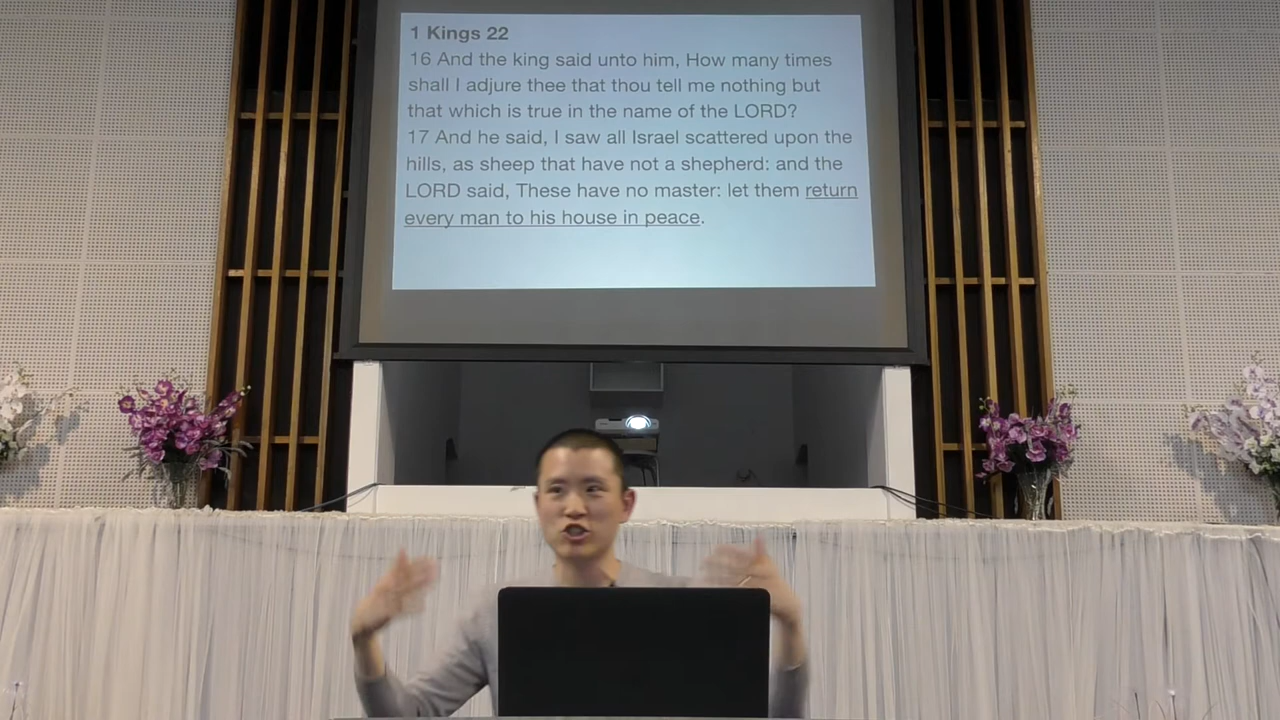 1 Kings 22
16 And the king said unto him, How many times
shall I adjure thee that thou tell me nothing but
that which is true in the name of the LORD?
17 And he said, I saw all Israel scattered upon the
hills, as sheep that have not a shepherd: and the
LORD said, These have no master: let them return
every man to his house in peace.